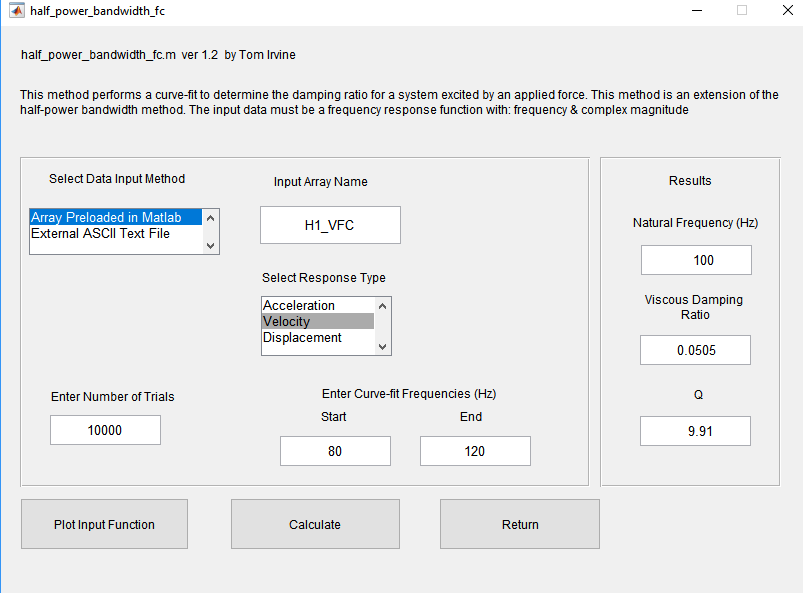 half_power_bandwidth_fc
half_power_bandwidth_fc.m ver 1.2 by Tom Irvine
This method performs a curve-fit to determine the damping ratio for a system excited by an applied force. This method is an extension of the
half-power bandwidth method. The input data must be a frequency response function with: frequency & complex magnitude
Select Data Input Method
Array Preloaded in Matlab
External ASCII Text File
Input Array Name
H1_VFC
Select Response Type
Acceleration
Velocity
Displacement
Enter Number of Trials
10000
Enter Curve-fit Frequencies (Hz)
Start
End
80
120
Results
Natural Frequency (Hz)
100
Viscous Damping
Ratio
0.0505
Q
9.91
Plot Input Function
Calculate
Return